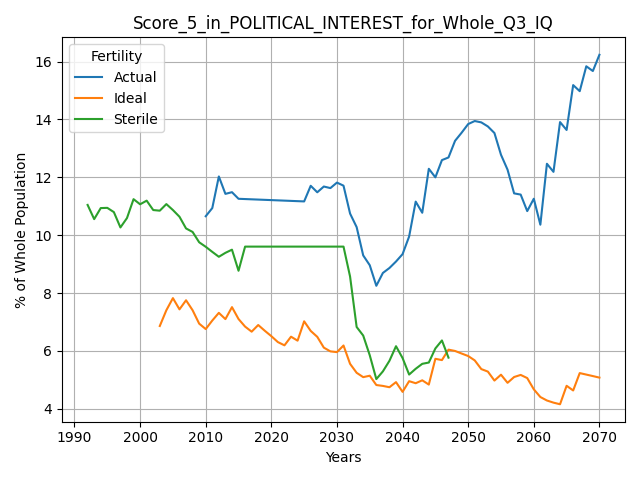 Score_5_in_POLITICAL_INTEREST_for_Whole_Q3_IQ
Fertility
Actual
Ideal
Sterile
% of Whole Population
16
14
12
10
8
6
4
1990 2000 2010 2020 2030 2040 2050 2060 2070
Years